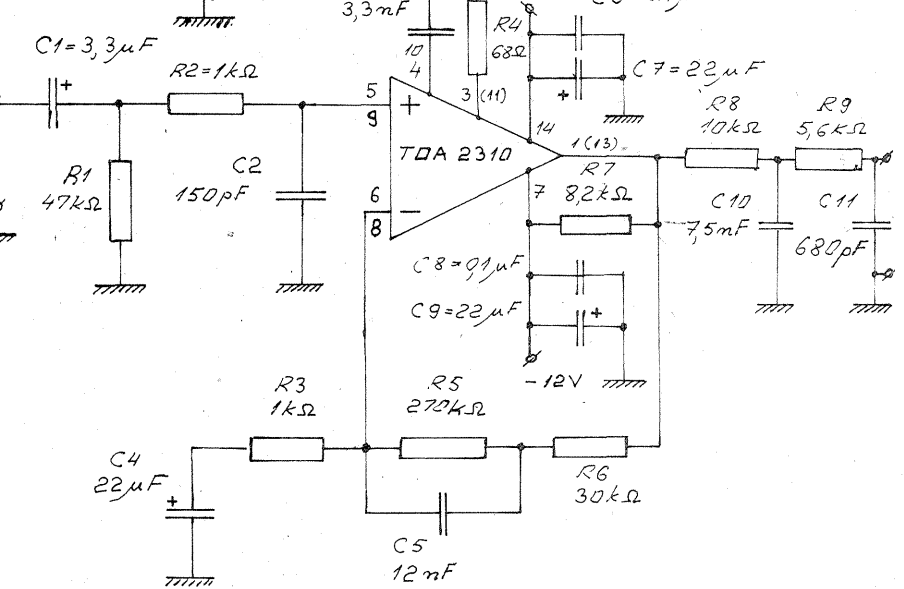 3,3nF
C1=3,3µF
R2=1kΩ
10
4
R4
68Ω
3 (11)
C7=22µF
+
5
9
+
+
14
1(13)
R8
10kΩ
R9
5,6kΩ
R1
47kΩ
C2
150pF
TDA 2310
R7
8,2kΩ
7
6
8
−
C10
7,5nF
C11
680pF
C8=0,1µF
C9=22µF
+
-12V
R3
1kΩ
R5
270kΩ
C4
22µF
+
R6
30kΩ
C5
12nF